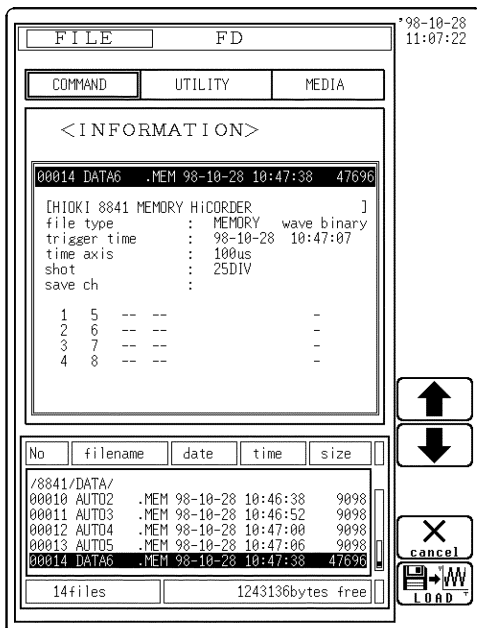 '98-10-28
11:07:22
FILE FD
COMMAND UTILITY MEDIA
<INFORMATION>
00014 DATA6 .MEM 98-10-28 10:47:38 47696
[HIOKI 8841 MEMORY HiCORDER ]
file type : MEMORY wave binary
trigger time : 98-10-28 10:47:07
time axis : 100us
shot : 25DIV
save ch :
1 5 -- -- -
2 6 -- -- -
3 7 -- -- -
4 8 -- -- -
No filename date time size
/8841/DATA/
00010 AUTO2 .MEM 98-10-28 10:46:38 9098
00011 AUTO3 .MEM 98-10-28 10:46:52 9098
00012 AUTO4 .MEM 98-10-28 10:47:00 9098
00013 AUTO5 .MEM 98-10-28 10:47:06 9098
00014 DATA6 .MEM 98-10-28 10:47:38 47696
14files 1243136bytes free
cancel
LOAD